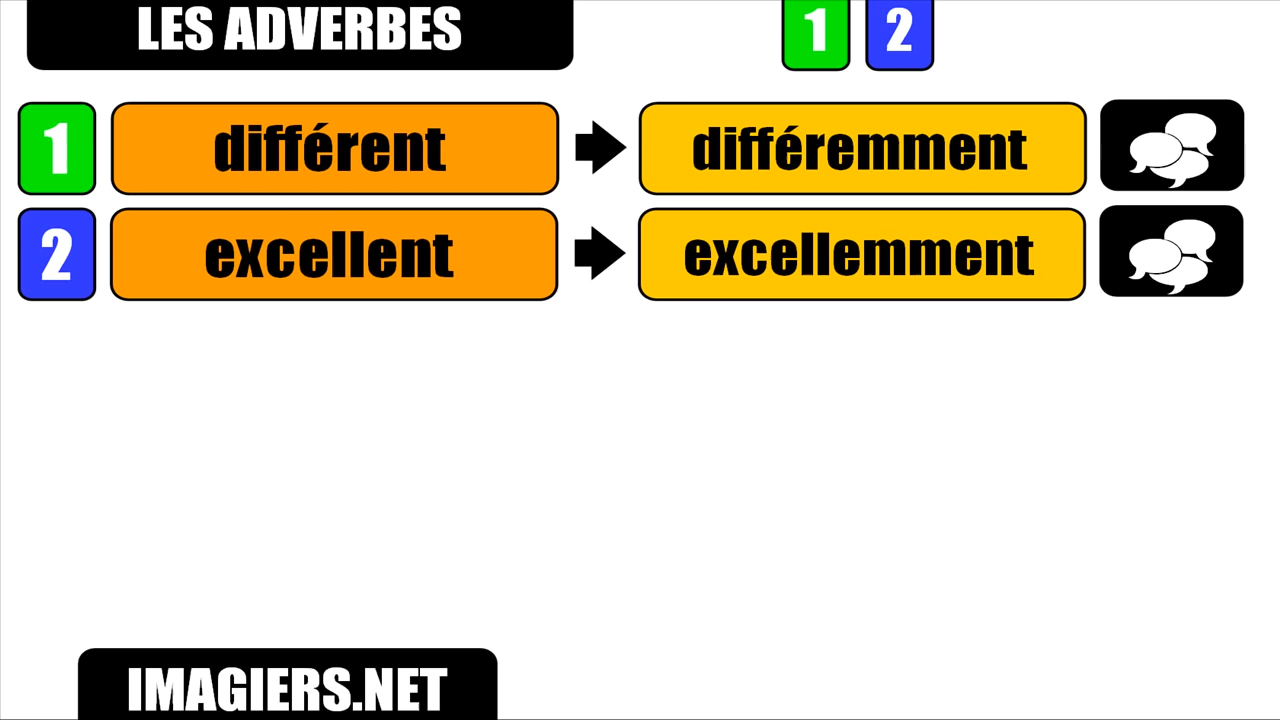 LES ADVERBES
1 2
1 différent différemment
2 excellent excellemment
IMAGIERS.NET